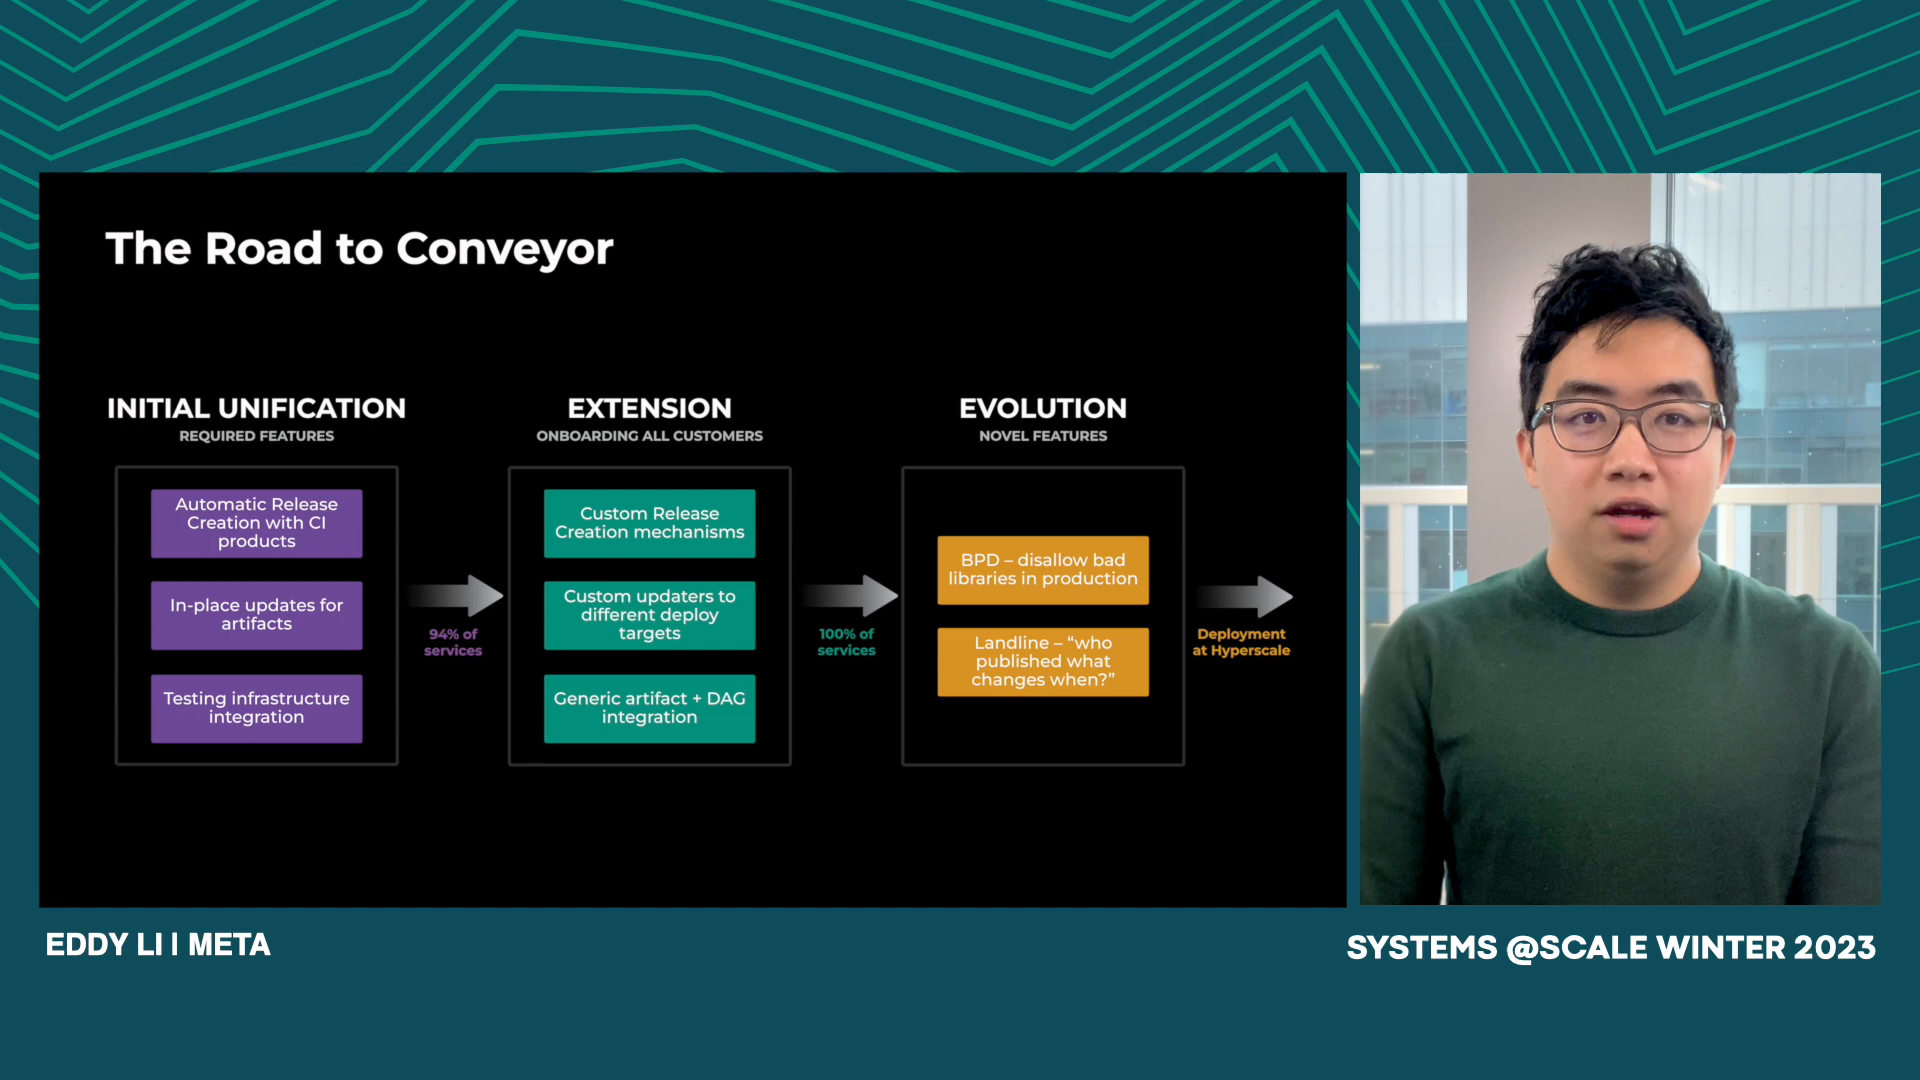 The Road to Conveyor
INITIAL UNIFICATION
REQUIRED FEATURES
Automatic Release
Creation with CI
products
In-place updates for
artifacts
Testing infrastructure
integration
94% of
services
EXTENSION
ONBOARDING ALL CUSTOMERS
Custom Release
Creation mechanisms
Custom updaters to
different deploy
targets
Generic artifact + DAG
integration
100% of
services
EVOLUTION
NOVEL FEATURES
BPD – disallow bad
libraries in production
Landline – “who
published what
changes when?”
Deployment
at Hyperscale
EDDY LI | META
SYSTEMS @SCALE WINTER 2023